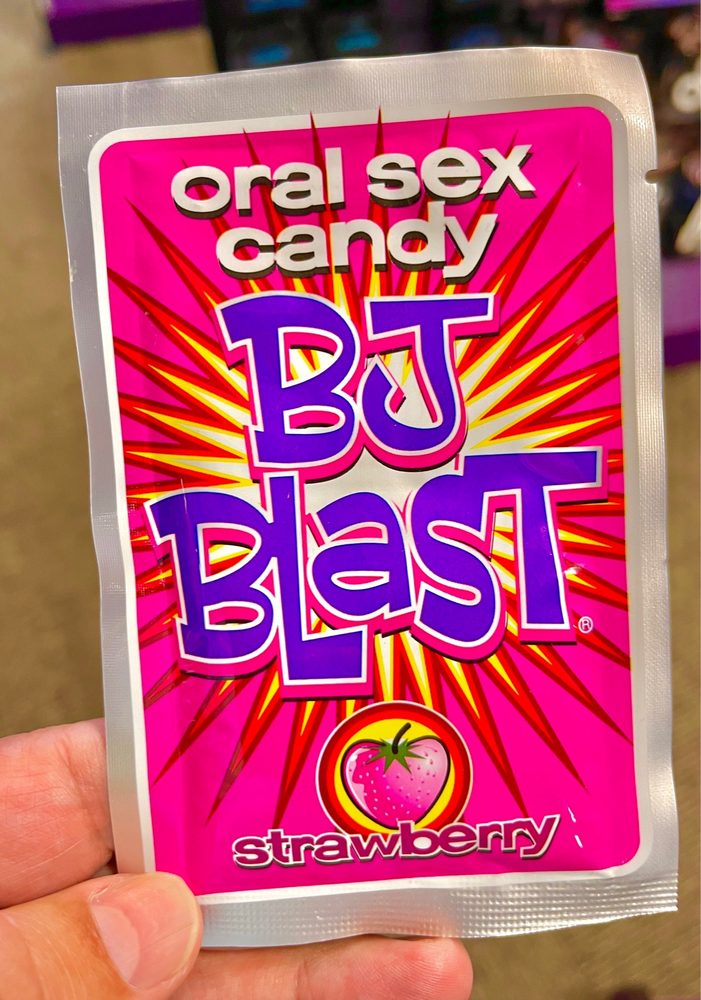 oral sex
candy
BJ
BLaST®
strawberry